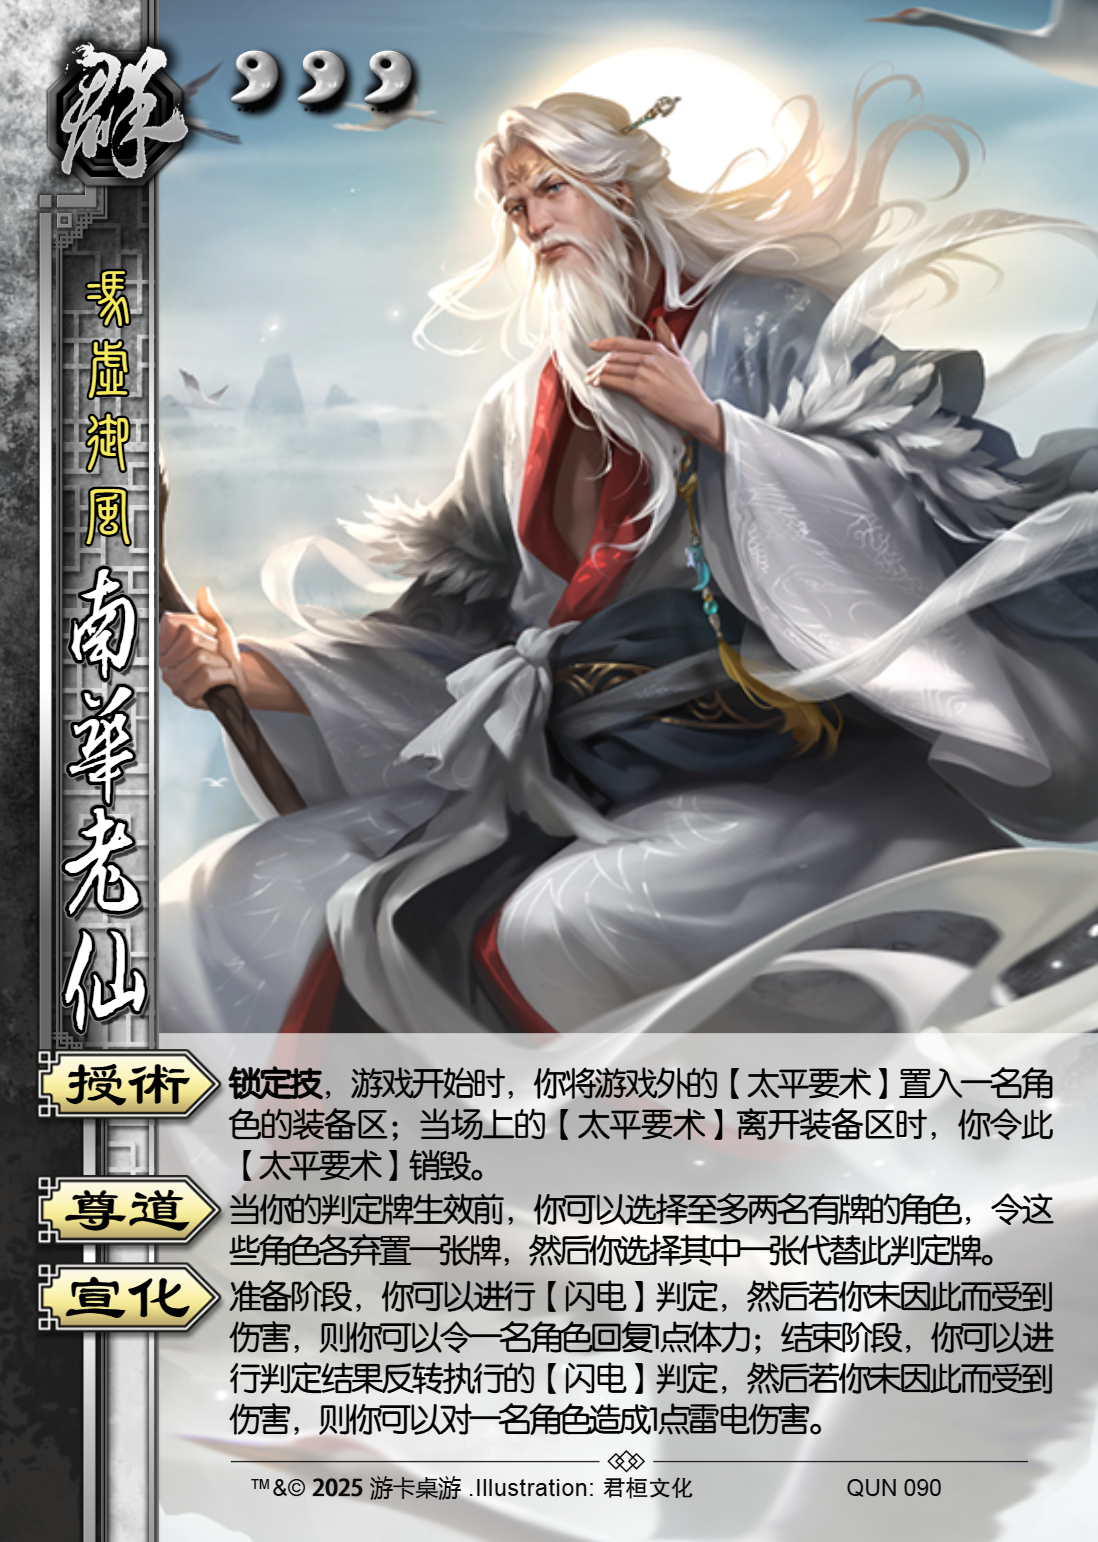 群
馮虛御風
南華老仙
授術
锁定技，游戏开始时，你将游戏外的【太平要术】置入一名角
色的装备区；当场上的【太平要术】离开装备区时，你令此
【太平要术】销毁。
尊道
当你的判定牌生效前，你可以选择至多两名有牌的角色，令这
些角色各弃置一张牌，然后你选择其中一张代替此判定牌。
宣化
准备阶段，你可以进行【闪电】判定，然后若你未因此而受到
伤害，则你可以令一名角色回复1点体力；结束阶段，你可以进
行判定结果反转执行的【闪电】判定，然后若你未因此而受到
伤害，则你可以对一名角色造成1点雷电伤害。
™&© 2025 游卡桌游 .Illustration: 君桓文化
QUN 090